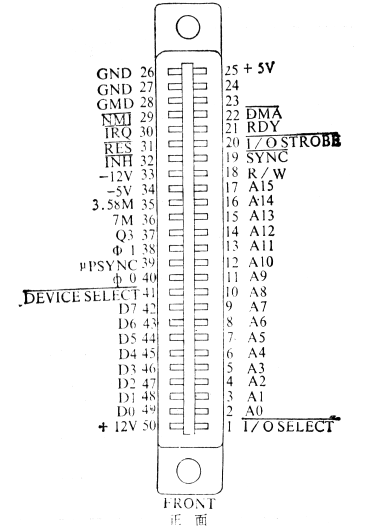 GND 26
GND 27
GMD 28
NMI 29
IRQ 30
RES 31
INH 32
−12V 33
−5V 34
3.58M 35
7M 36
Q3 37
Φ 1 38
μPSYNC 39
Φ 0 40
DEVICE SELECT 41
D7 42
D6 43
D5 44
D4 45
D3 46
D2 47
D1 48
D0 49
+ 12V 50
25 + 5V
24
23
22 DMA
21 RDY
20 I/O STROBE
19 SYNC
18 R/W
17 A15
16 A14
15 A13
14 A12
13 A11
12 A10
11 A9
10 A8
9 A7
8 A6
7 A5
6 A4
5 A3
4 A2
3 A1
2 A0
1 I/O SELECT
FRONT
正 面